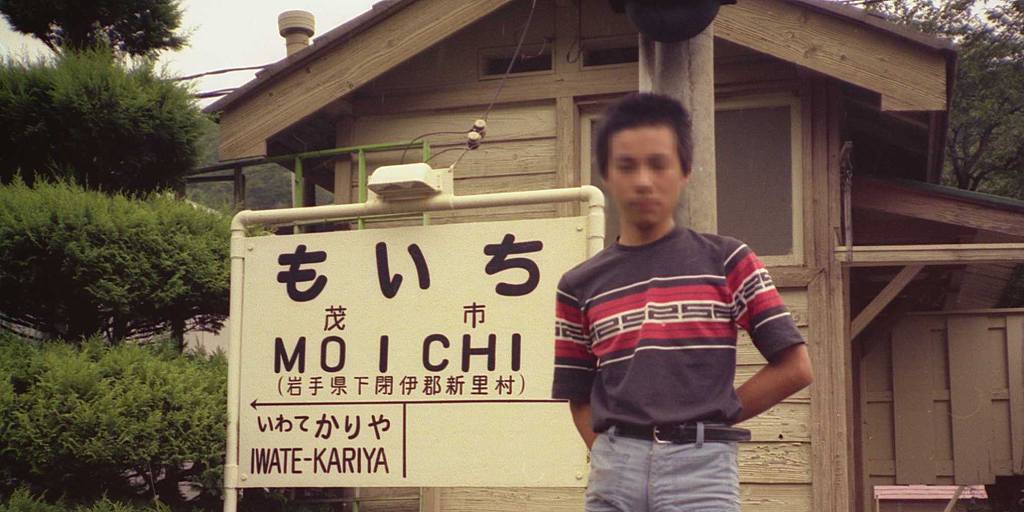 もいち
茂市
MOICHI
(岩手県下閉伊郡新里村)
いわてかりや
IWATE-KARIYA